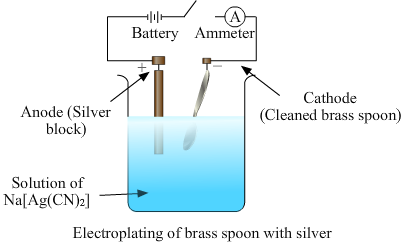 A
Battery
Ammeter
+
−
Anode (Silver
block)
Cathode
(Cleaned brass spoon)
Solution of
Na[Ag(CN)₂]
Electroplating of brass spoon with silver